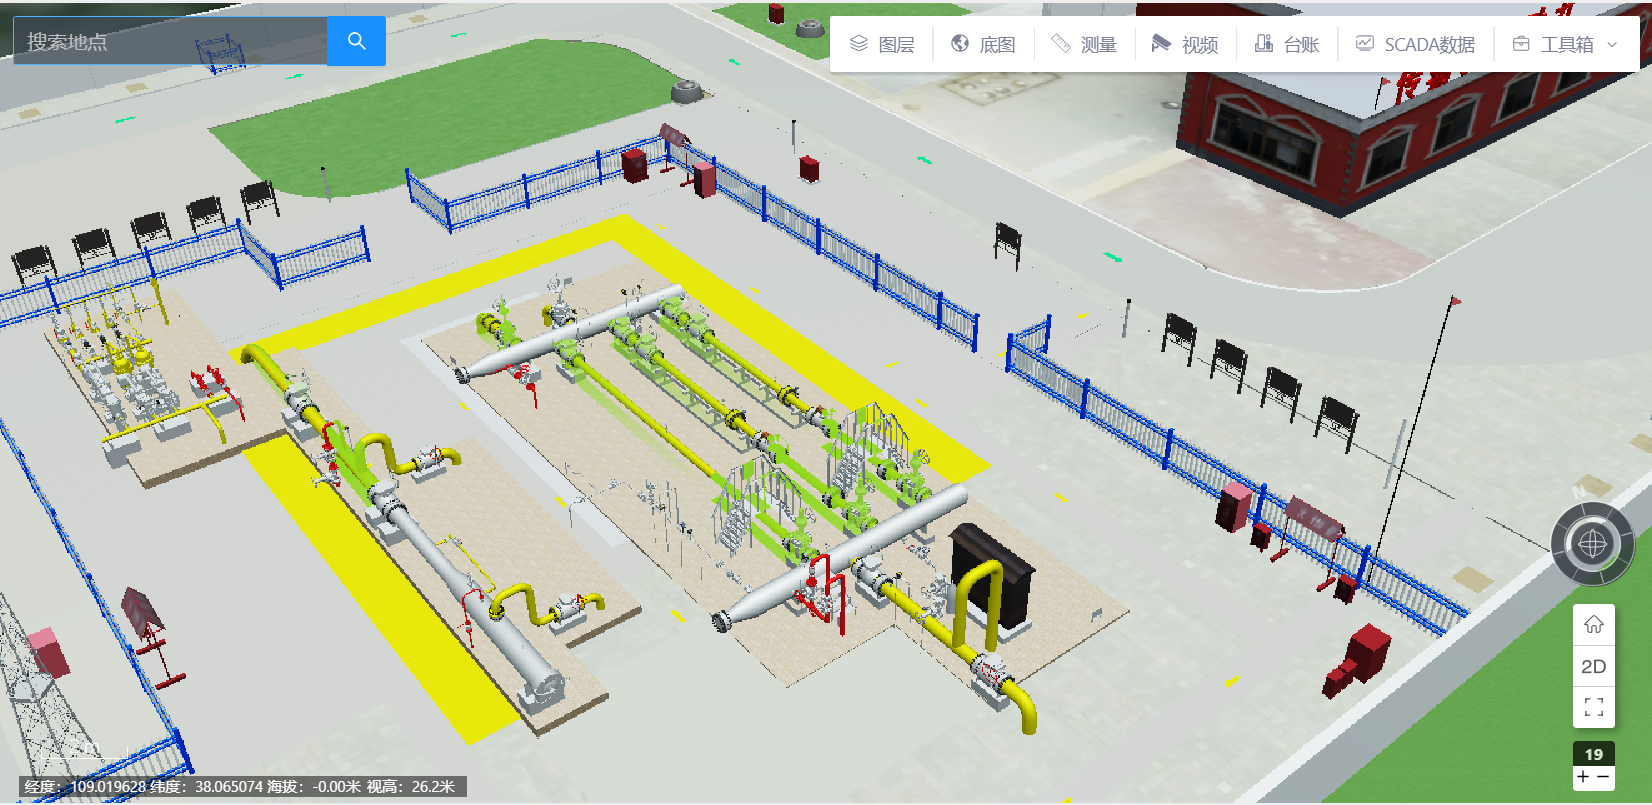 搜索地点
图层
底图
测量
视频
台账
SCADA数据
工具箱
2D
19
+ −
经度：109.019628 纬度：38.065074 海拔：-0.00米 视高：26.2米